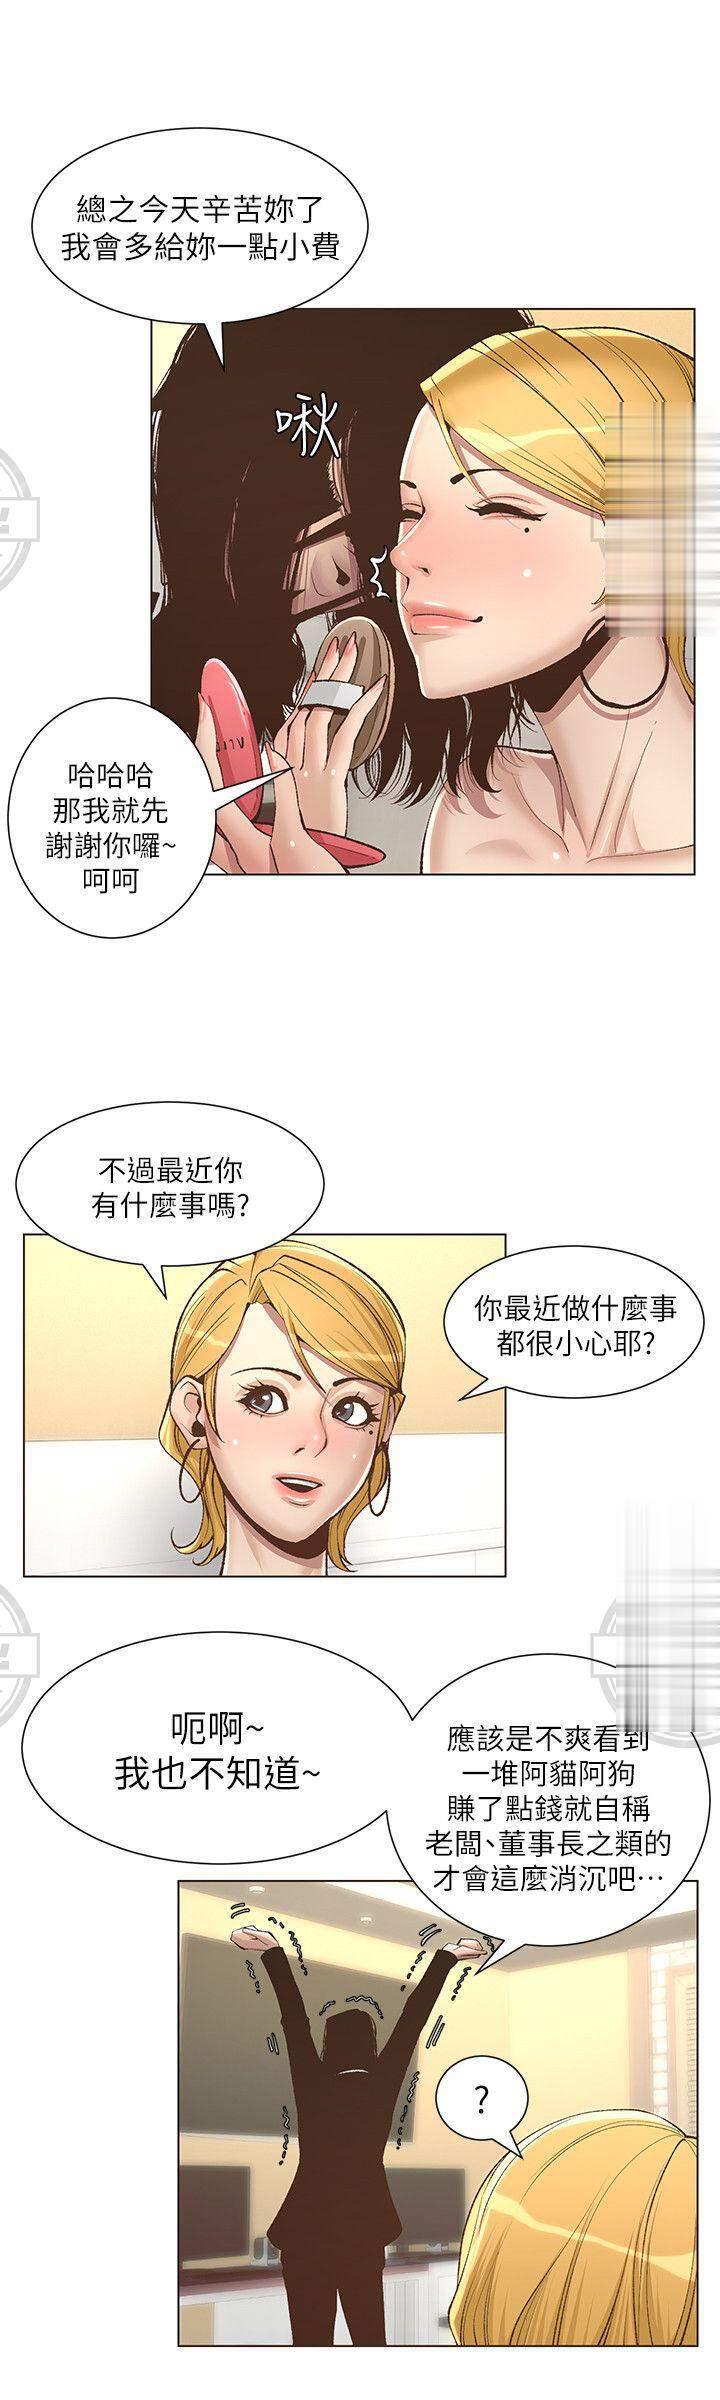 總之今天辛苦妳了
我會多給妳一點小費
啾
哈哈哈
那我就先
謝謝你囉~
呵呵
不過最近你
有什麼事嗎?
你最近做什麼事
都很小心耶?
呃啊~
我也不知道~
應該是不爽看到
一堆阿貓阿狗
賺了點錢就自稱
老闆、董事長之類的
才會這麼消沉吧…
?